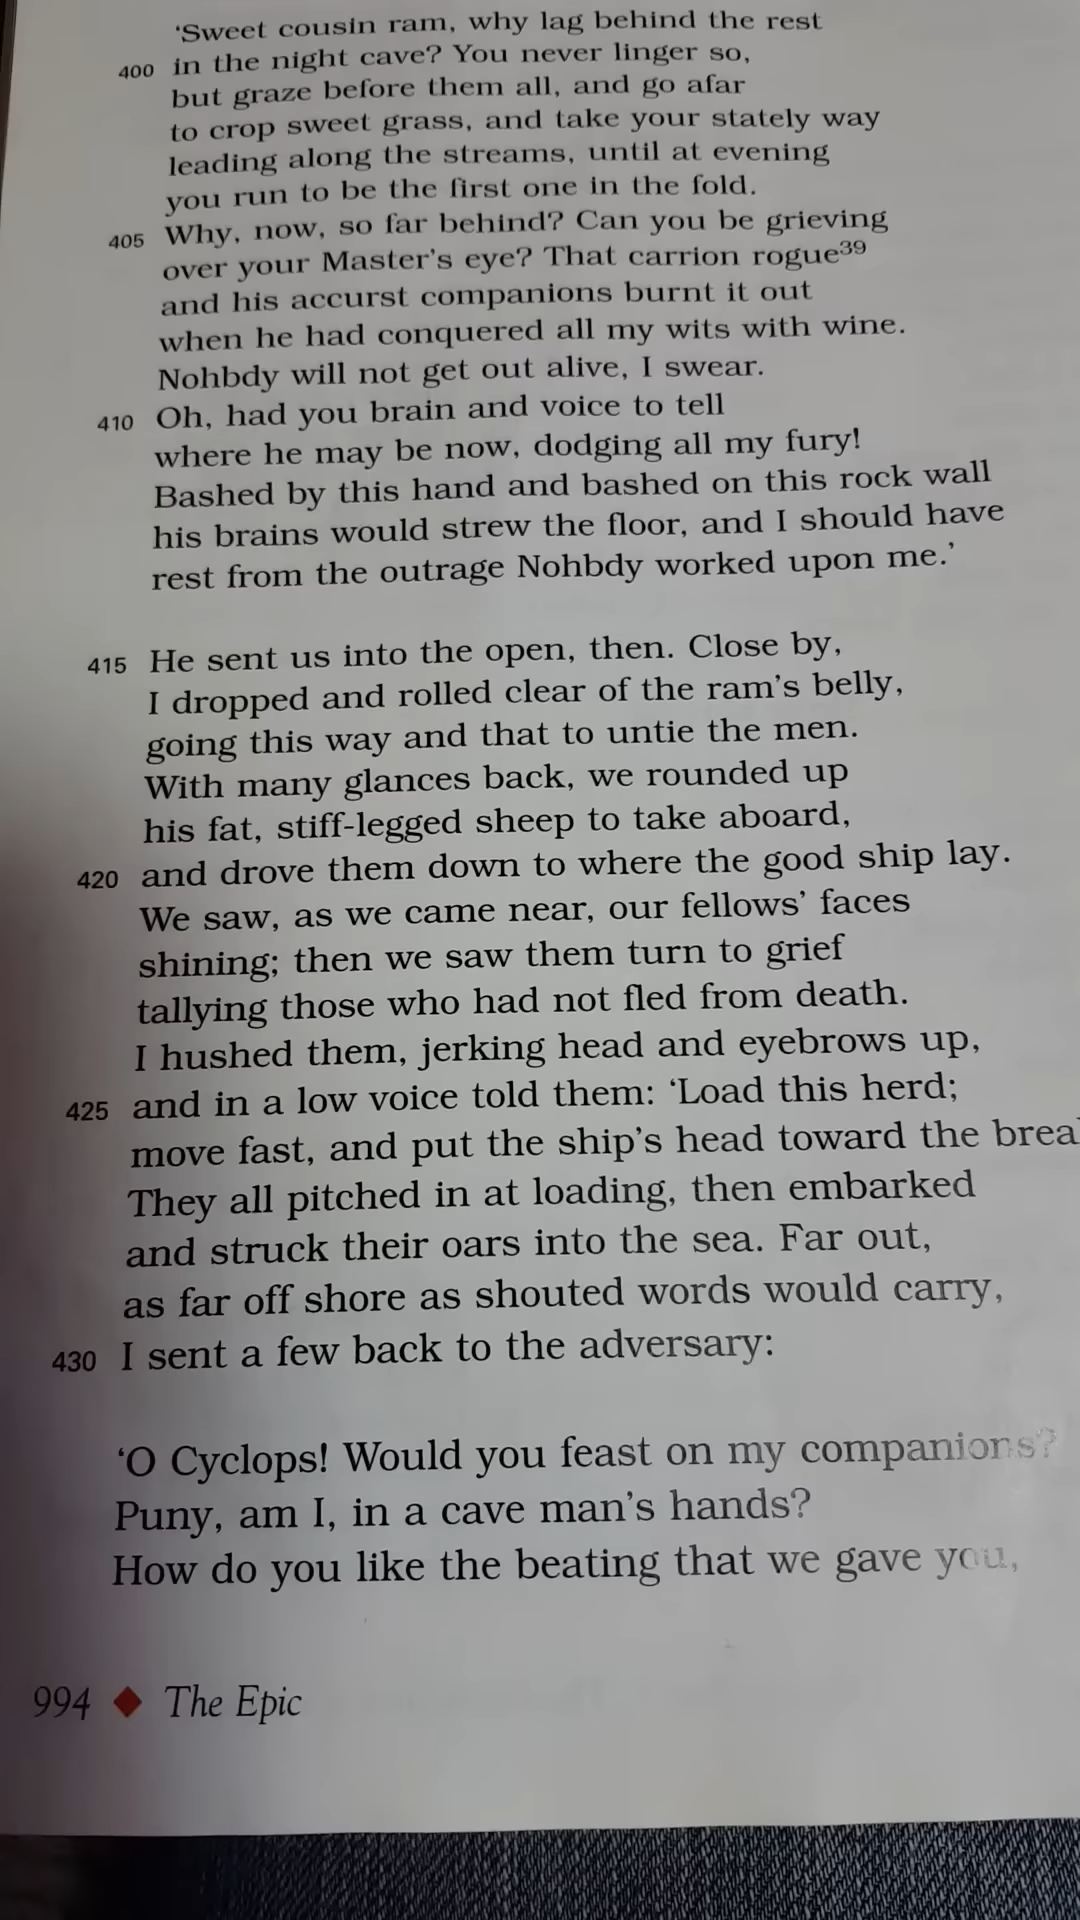 ‘Sweet cousin ram, why lag behind the rest
400 in the night cave? You never linger so,
but graze before them all, and go afar
to crop sweet grass, and take your stately way
leading along the streams, until at evening
you run to be the first one in the fold.
405 Why, now, so far behind? Can you be grieving
over your Master’s eye? That carrion rogue39
and his accurst companions burnt it out
when he had conquered all my wits with wine.
Nohbdy will not get out alive, I swear.
410 Oh, had you brain and voice to tell
where he may be now, dodging all my fury!
Bashed by this hand and bashed on this rock wall
his brains would strew the floor, and I should have
rest from the outrage Nohbdy worked upon me.’
415 He sent us into the open, then. Close by,
I dropped and rolled clear of the ram’s belly,
going this way and that to untie the men.
With many glances back, we rounded up
his fat, stiff-legged sheep to take aboard,
420 and drove them down to where the good ship lay.
We saw, as we came near, our fellows’ faces
shining; then we saw them turn to grief
tallying those who had not fled from death.
I hushed them, jerking head and eyebrows up,
425 and in a low voice told them: ‘Load this herd;
move fast, and put the ship’s head toward the
They all pitched in at loading, then embarked
and struck their oars into the sea. Far out,
as far off shore as shouted words would carry,
430 I sent a few back to the adversary:
‘O Cyclops! Would you feast on my companions?
Puny, am I, in a cave man’s hands?
How do you like the beating that we gave you,
994 ◆ The Epic